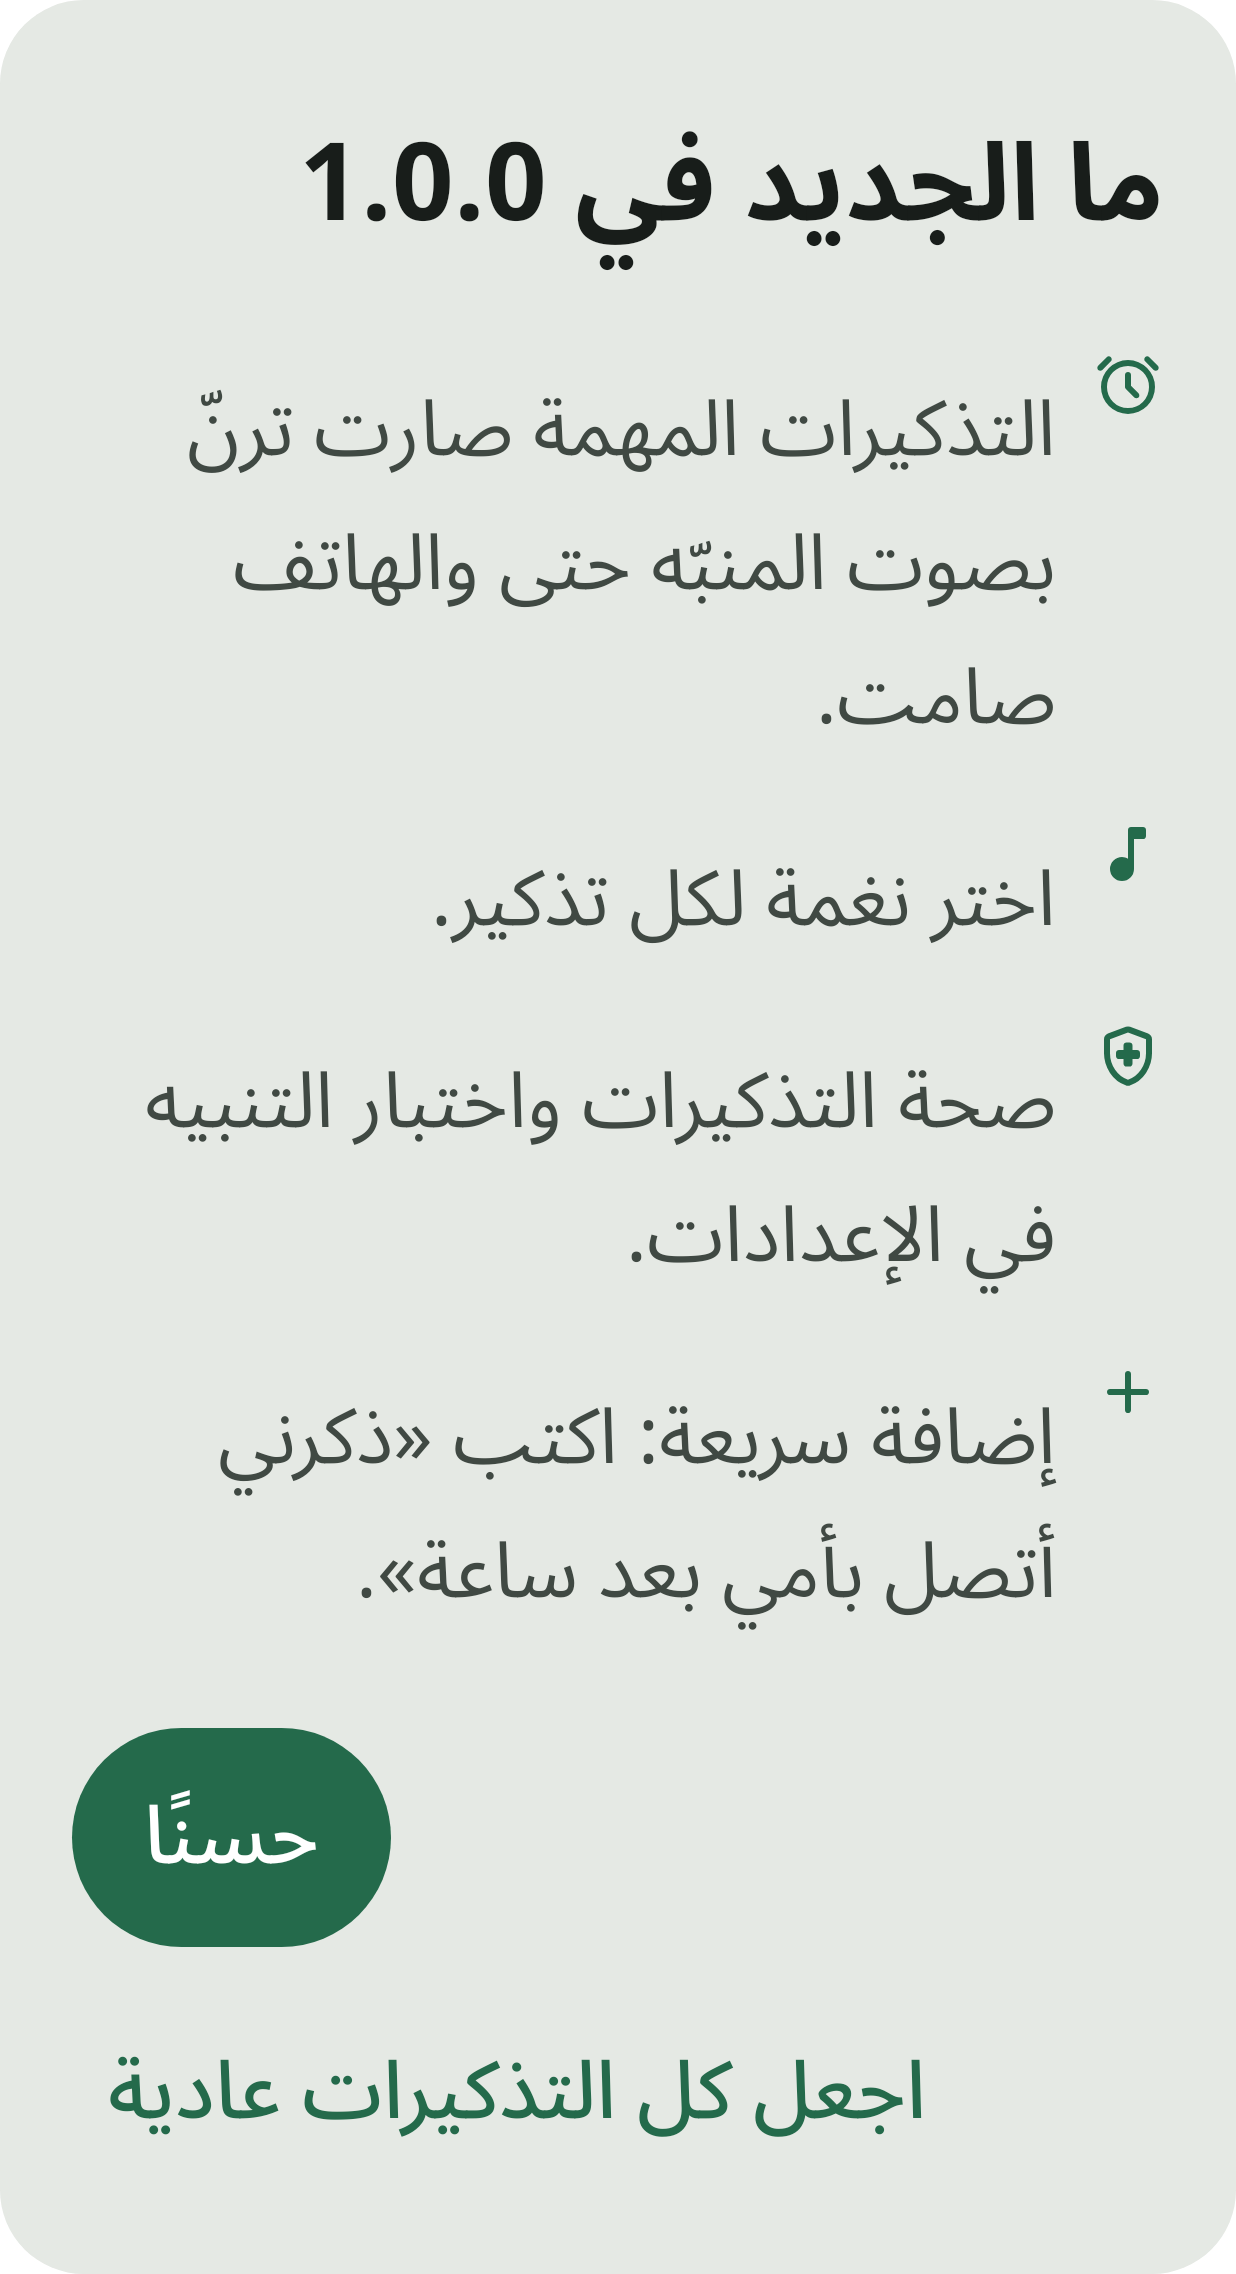 ما الجديد في 1.0.0
التذكيرات المهمة صارت ترنّ
بصوت المنبّه حتى والهاتف
صامت.
اختر نغمة لكل تذكير.
صحة التذكيرات واختبار التنبيه
في الإعدادات.
إضافة سريعة: اكتب «ذكرني
أتصل بأمي بعد ساعة».
حسنًا
اجعل كل التذكيرات عادية